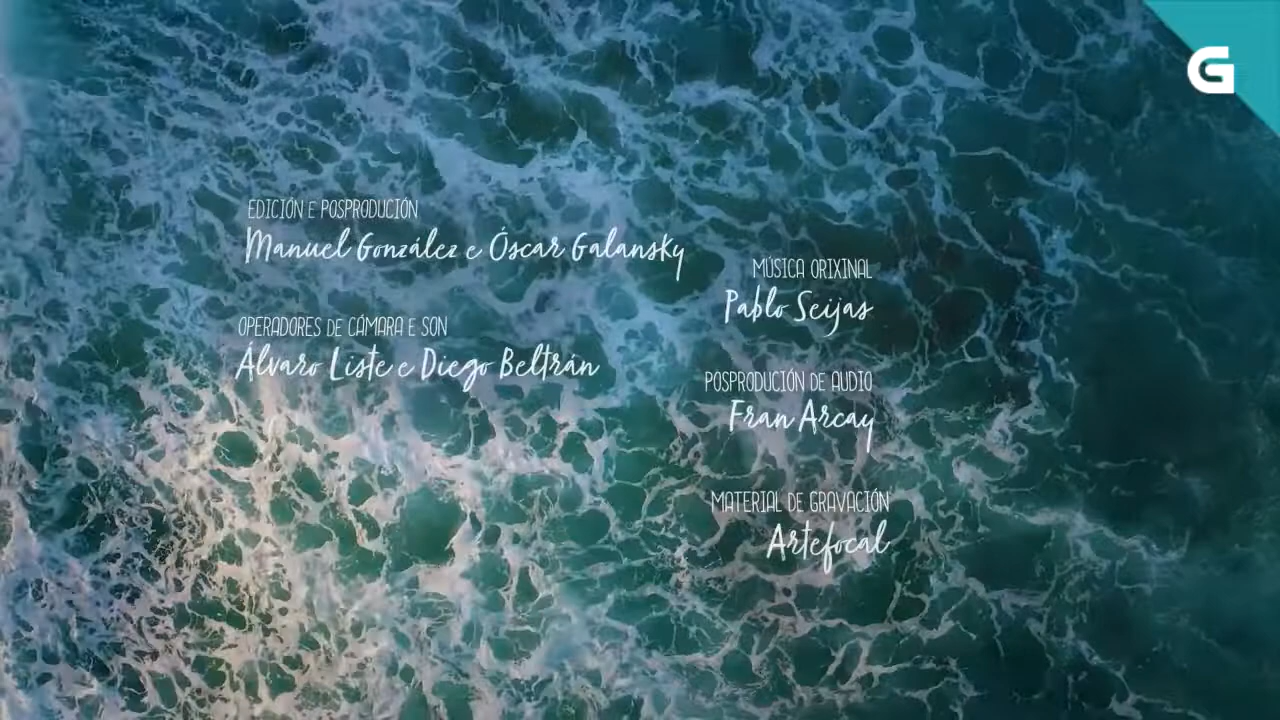 G
EDICIÓN E POSPRODUCIÓN
Manuel González e Óscar Galansky
OPERADORES DE CÁMARA E SON
Álvaro Liste e Diego Beltrán
MÚSICA ORIXINAL
Pablo Seijas
POSPRODUCIÓN DE AUDIO
Fran Arcay
MATERIAL DE GRAVACIÓN
Artefocal